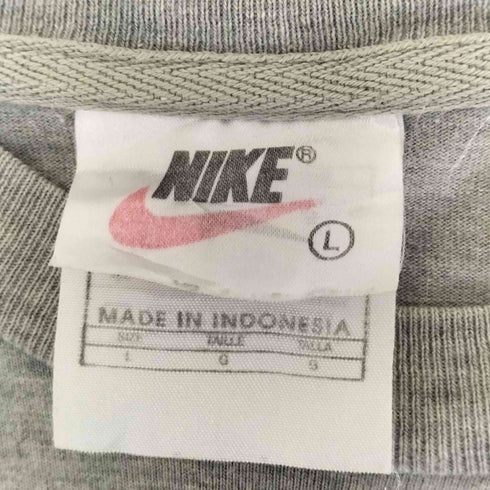 NIKE®
L
MADE IN INDONESIA
SIZE TAILLE TALLA
L G G